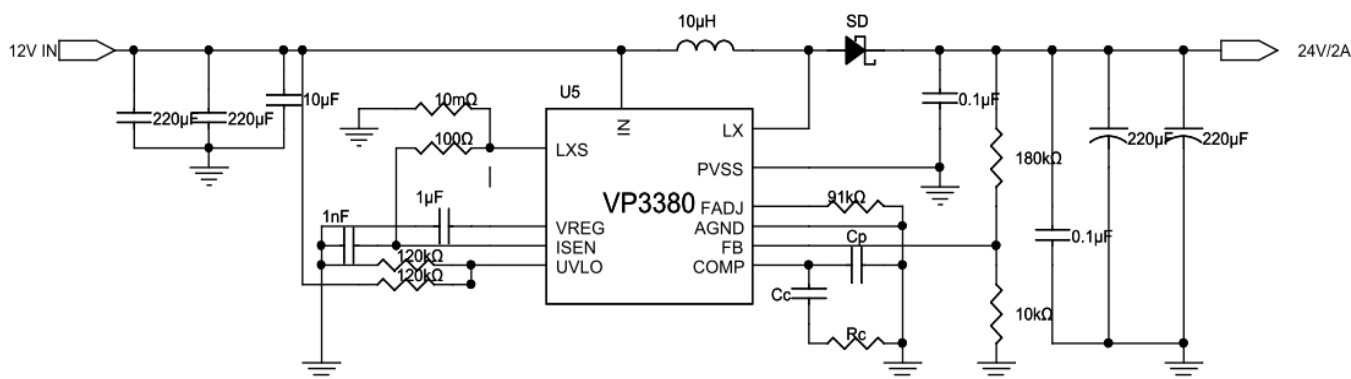 10µH
SD
12V IN
24V/2A
10µF
220µF
220µF
10mΩ
100Ω
U5
IN
LX
LXS
PVSS
0.1µF
180kΩ
220µF
220µF
VP3380
91kΩ
FADJ
1µF
1nF
VREG
AGND
ISEN
FB
Cp
0.1µF
120kΩ
UVLO
COMP
120kΩ
Cc
10kΩ
Rc